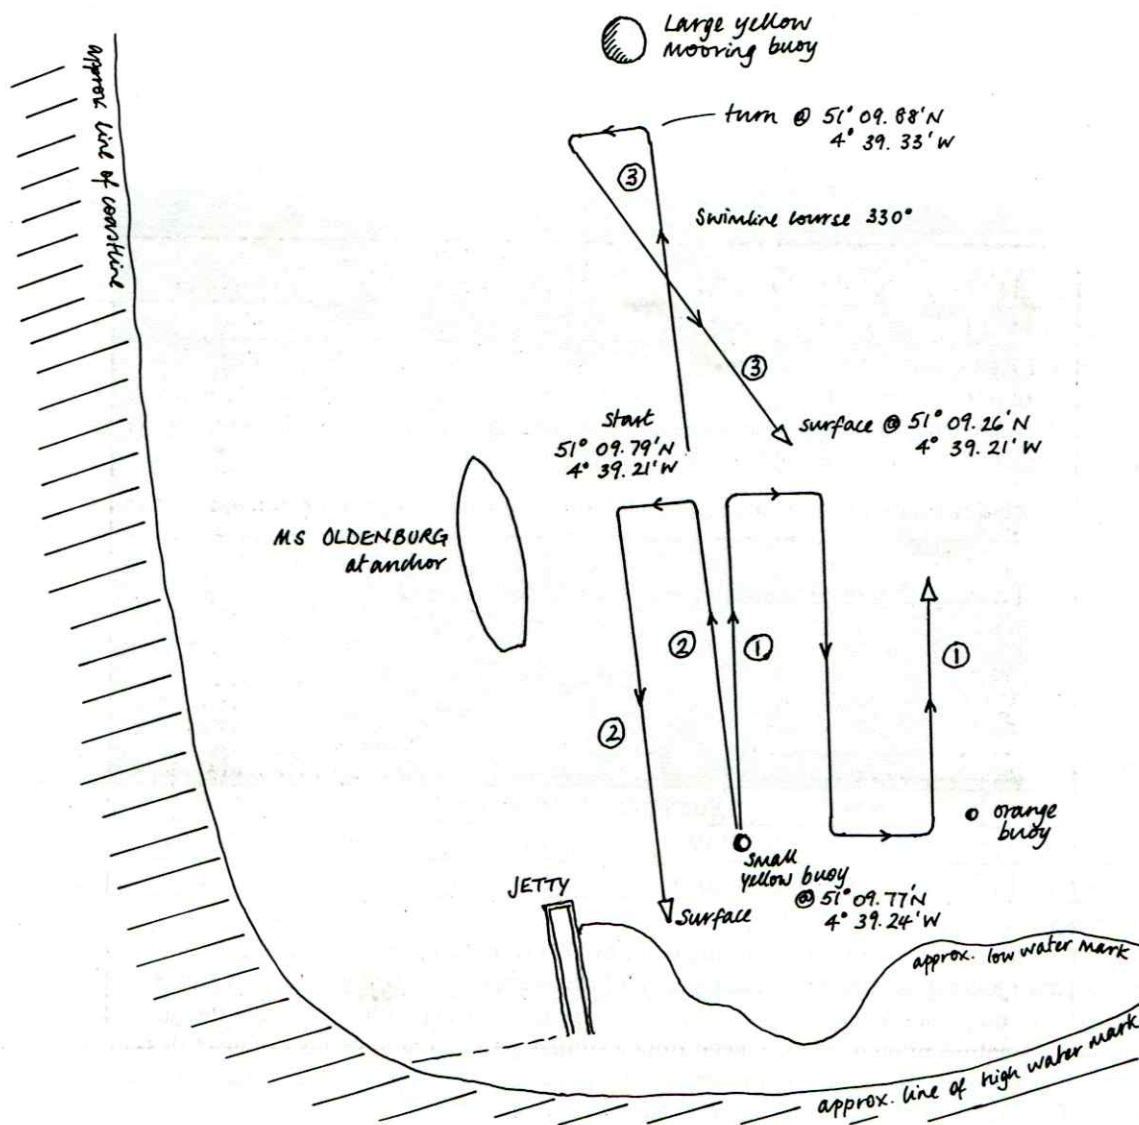 Large yellow
mooring buoy
approx line of coastline
turn @ 51° 09.88'N
4° 39.33'W
③
Swimline course 330°
③
Start
51° 09.79'N
4° 39.21'W
surface @ 51° 09.26'N
4° 39.21'W
MS OLDENBURG
at anchor
②
①
①
②
orange
buoy
small
yellow buoy
@ 51° 09.77'N
4° 39.24'W
JETTY
Surface
approx. low water mark
approx. line of high water mark